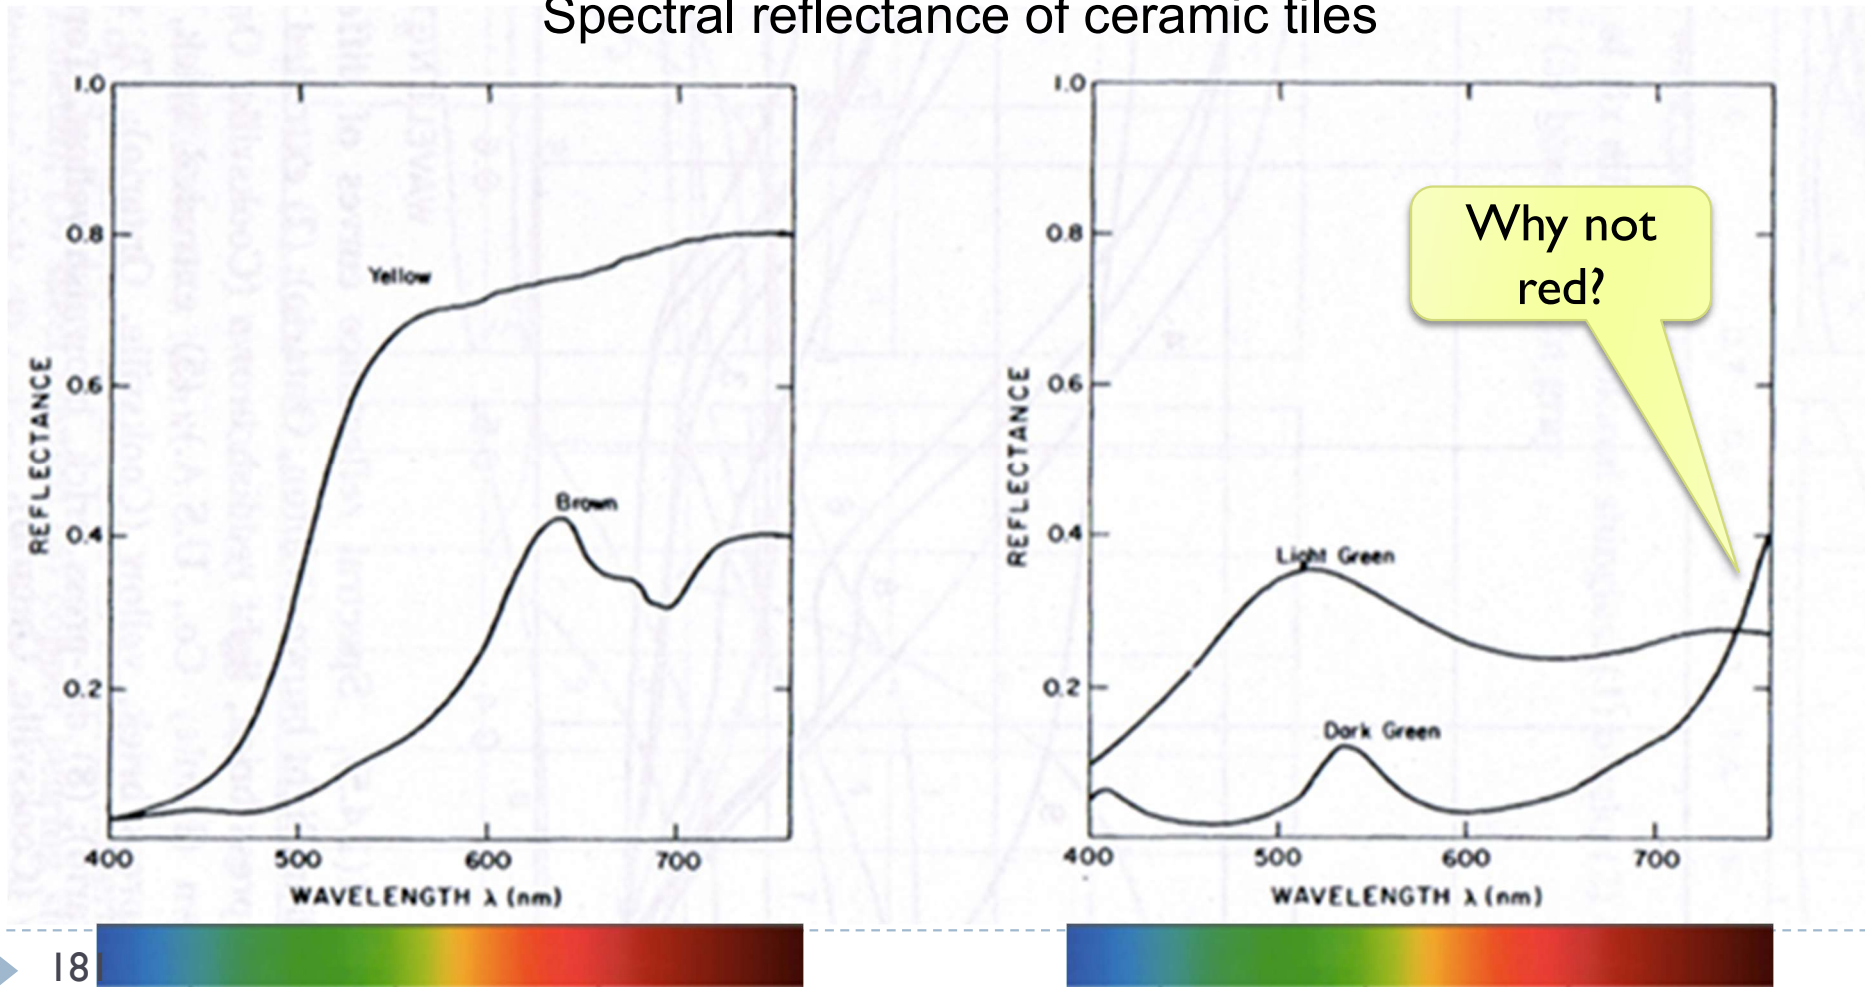 Spectral reflectance of ceramic tiles
1.0
0.8
0.6
0.4
0.2
REFLECTANCE
Yellow
Brown
400 500 600 700
WAVELENGTH λ (nm)
1.0
0.8
0.6
0.4
0.2
REFLECTANCE
Why not
red?
Light Green
Dark Green
400 500 600 700
WAVELENGTH λ (nm)
18